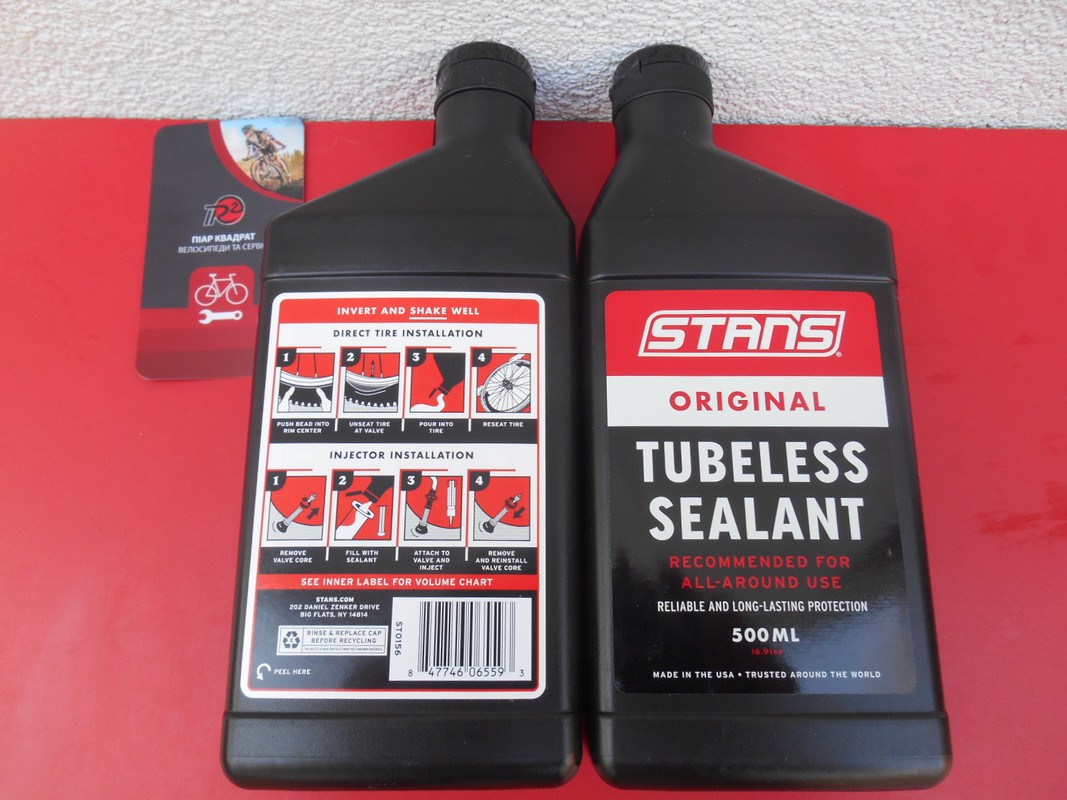 ПР2
ПІАР КВАДРАТ
ВЕЛОСИПЕДИ ТА СЕРВІ
INVERT AND SHAKE WELL
DIRECT TIRE INSTALLATION
1 2 3 4
PUSH BEAD INTO RIM CENTER
UNSEAT TIRE AT VALVE
POUR INTO TIRE
RESEAT TIRE
INJECTOR INSTALLATION
1 2 3 4
REMOVE VALVE CORE
FILL WITH SEALANT
ATTACH TO VALVE AND INJECT
REMOVE AND REINSTALL VALVE CORE
SEE INNER LABEL FOR VOLUME CHART
STANS.COM
202 DANIEL ZENKER DRIVE
BIG FLATS, NY 14814
RINSE & REPLACE CAP
BEFORE RECYCLING
PEEL HERE
ST0156
8 47746 06559 3
STAN'S®
ORIGINAL
TUBELESS
SEALANT
RECOMMENDED FOR
ALL-AROUND USE
RELIABLE AND LONG-LASTING PROTECTION
500ML
16.91oz
MADE IN THE USA • TRUSTED AROUND THE WORLD